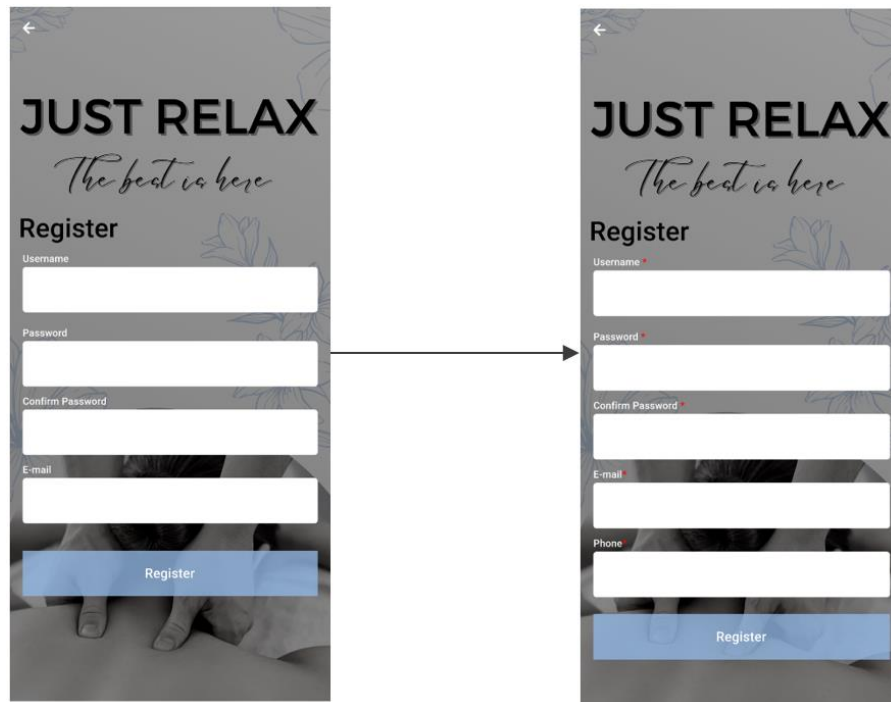 JUST RELAX
The best is here
Register
Username
Password
Confirm Password
E-mail
Register
JUST RELAX
The best is here
Register
Username *
Password *
Confirm Password *
E-mail*
Phone*
Register